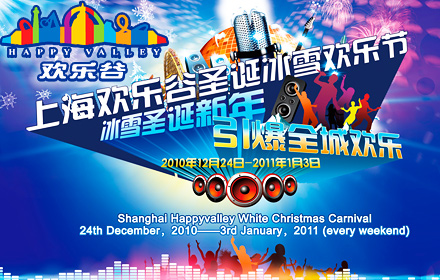 HAPPY VALLEY
欢乐谷
上海欢乐谷圣诞冰雪欢乐节
冰雪圣诞新年
引爆全城欢乐
2010年12月24日—2011年1月3日
Shanghai Happyvalley White Christmas Carnival
24th December, 2010——3rd January, 2011 (every weekend)